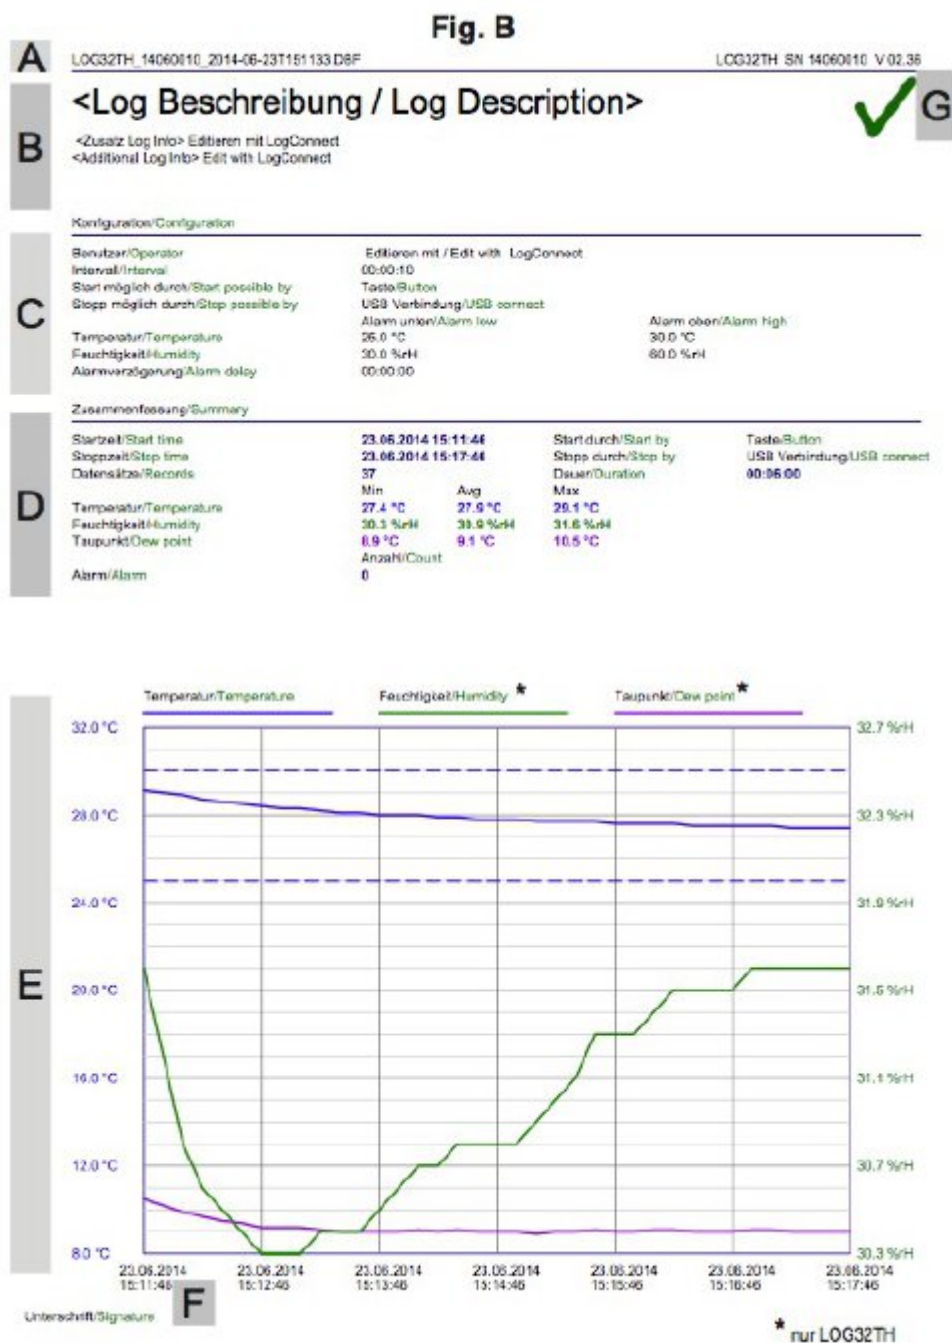 Fig. B
A
LOG32TH_14060010_2014-06-23T151133.DBF LOG32TH SN 14060010 V 02.36
B
<Log Beschreibung / Log Description>
G
<Zusatz Log Info> Editieren mit LogConnect
<Additional Log Info> Edit with LogConnect
Konfiguration/Configuration
C
Benutzer/Operator Editieren mit / Edit with LogConnect
Interval/Interval 00:00:10
Start möglich durch/Start possible by Taste/Button
Stopp möglich durch/Stop possible by USB Verbindung/USB connect
Alarm unten/Alarm low Alarm oben/Alarm high
Temperatur/Temperature 25.0 °C 30.0 °C
Feuchtigkeit/Humidity 30.0 %rH 60.0 %rH
Alarmverzögerung/Alarm delay 00:00:00
Zusammenfassung/Summary
D
Startzeit/Start time 23.06.2014 15:11:46 Start durch/Start by Taste/Button
Stoppzeit/Stop time 23.06.2014 15:17:46 Stopp durch/Stop by USB Verbindung/USB connect
Datensätze/Records 37 Dauer/Duration 00:06:00
Min Avg Max
Temperatur/Temperature 27.4 °C 27.9 °C 29.1 °C
Feuchtigkeit/Humidity 30.3 %rH 30.9 %rH 31.6 %rH
Taupunkt/Dew point 8.9 °C 9.1 °C 10.5 °C
Anzahl/Count
Alarm/Alarm 0
E
Temperatur/Temperature Feuchtigkeit/Humidity * Taupunkt/Dew point *
32.0 °C 32.7 %rH
28.0 °C 32.3 %rH
24.0 °C 31.9 %rH
20.0 °C 31.5 %rH
16.0 °C 31.1 %rH
12.0 °C 30.7 %rH
8.0 °C 30.3 %rH
23.06.2014 23.06.2014 23.06.2014 23.06.2014 23.06.2014 23.06.2014 23.06.2014
15:11:46 15:12:46 15:13:46 15:14:46 15:15:46 15:16:46 15:17:46
F
Unterschrift/Signature
* nur LOG32TH